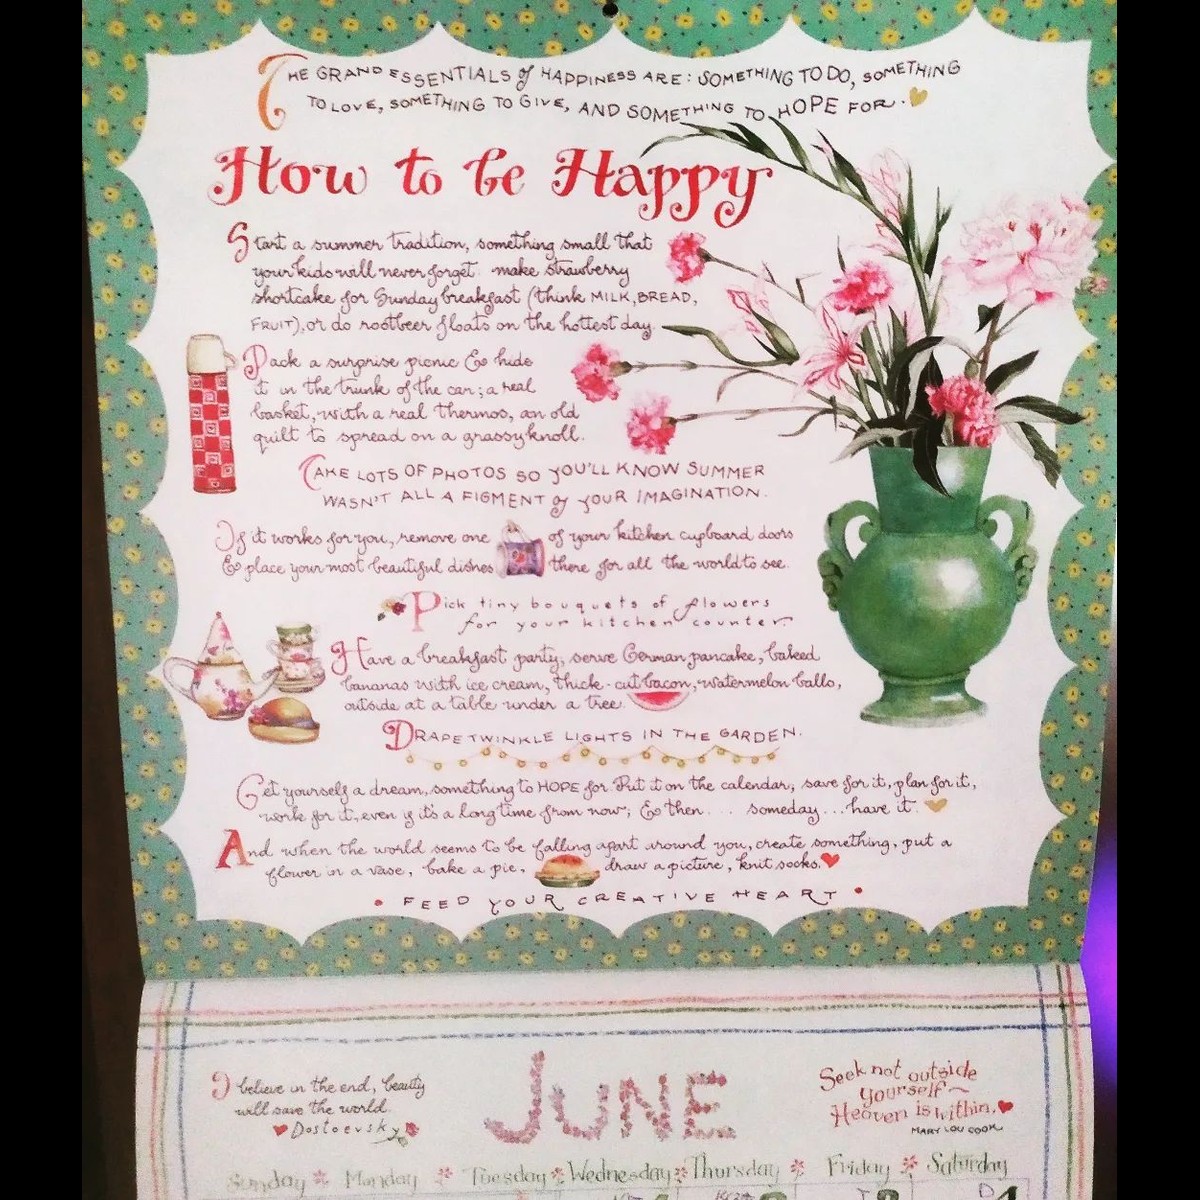 THE GRAND ESSENTIALS of HAPPINESS ARE: SOMETHING TO DO, SOMETHING
TO LOVE, SOMETHING TO GIVE, AND SOMETHING TO HOPE FOR.
How to be Happy
Start a summer tradition, something small that
your kids will never forget: make strawberry
shortcake for Sunday breakfast (think MILK, BREAD,
FRUIT), or do rootbeer floats on the hottest day.
Pack a surprise picnic & hide
it in the trunk of the car; a real
basket, with a real thermos, an old
quilt to spread on a grassy knoll.
TAKE LOTS OF PHOTOS SO YOU'LL KNOW SUMMER
WASN'T ALL A FIGMENT of YOUR IMAGINATION.
If it works for you, remove one of your kitchen cupboard doors
& place your most beautiful dishes there for all the world to see.
Pick tiny bouquets of flowers
for your kitchen counter.
Have a breakfast party, serve German pancake, baked
bananas with ice cream, thick-cut bacon, watermelon balls,
outside at a table under a tree.
DRAPE TWINKLE LIGHTS IN THE GARDEN.
Get yourself a dream, something to HOPE for. Put it on the calendar, save for it, plan for it,
work for it, even if it's a long time from now; & then... someday... have it.
And when the world seems to be falling apart around you, create something, put a
flower in a vase, bake a pie, draw a picture, knit socks.
• FEED YOUR CREATIVE HEART •
I believe in the end, beauty
will save the world.
Dostoevsky
JUNE
Seek not outside
yourself ~
Heaven is within.
MARY LOU COOK
Sunday Monday Tuesday Wednesday Thursday Friday Saturday